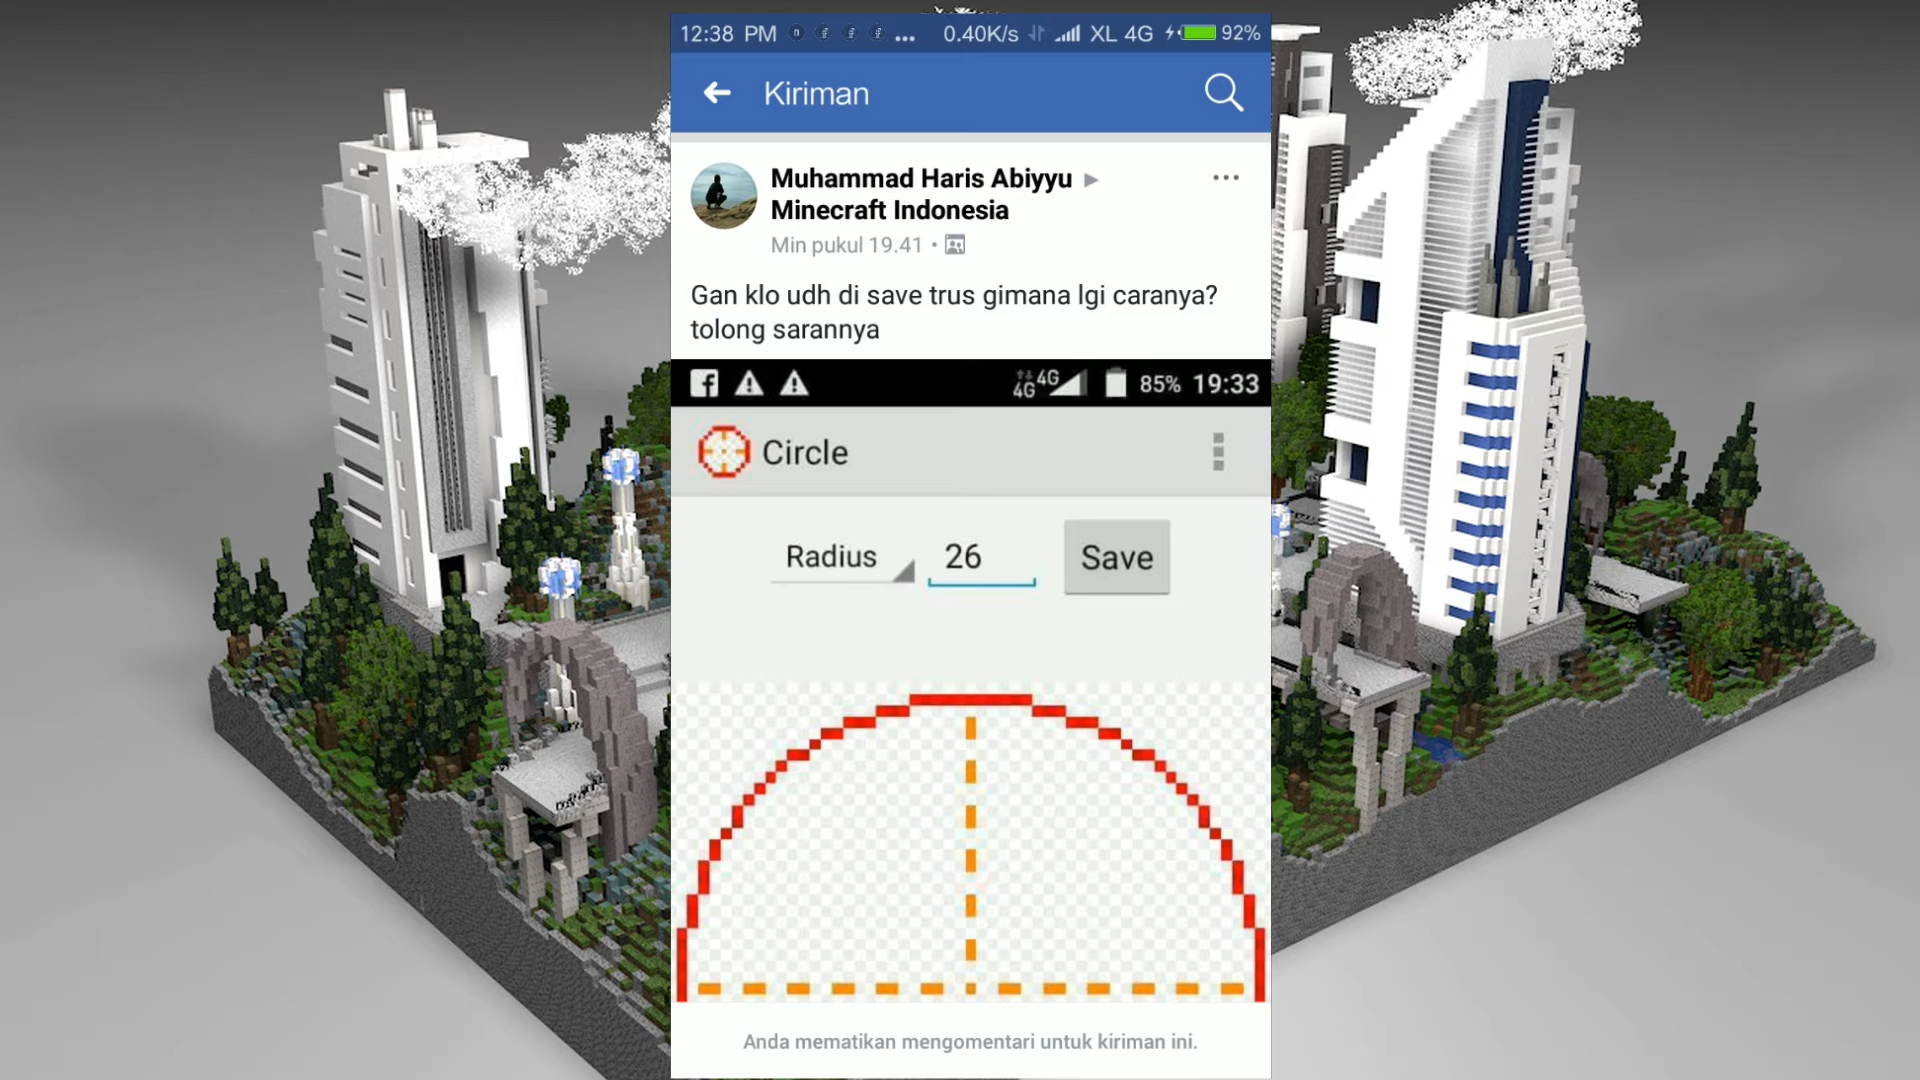 12:38 PM ... 0.40K/s XL 4G 92%
Kiriman
Muhammad Haris Abiyyu
Minecraft Indonesia
Min pukul 19.41 •
Gan klo udh di save trus gimana lgi caranya?
tolong sarannya
4G 4G 85% 19:33
Circle
Radius 26 Save
Anda mematikan mengomentari untuk kiriman ini.